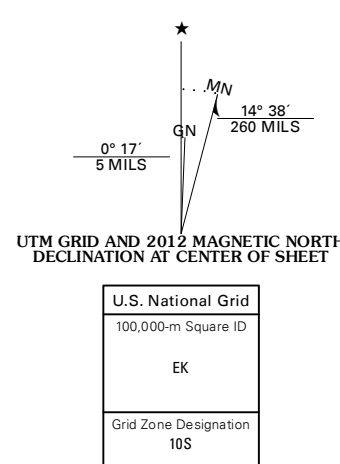 ★
MN
GN
14° 38´
260 MILS
0° 17´
5 MILS
UTM GRID AND 2012 MAGNETIC NORTH
DECLINATION AT CENTER OF SHEET
U.S. National Grid
100,000-m Square ID
EK
Grid Zone Designation
10S